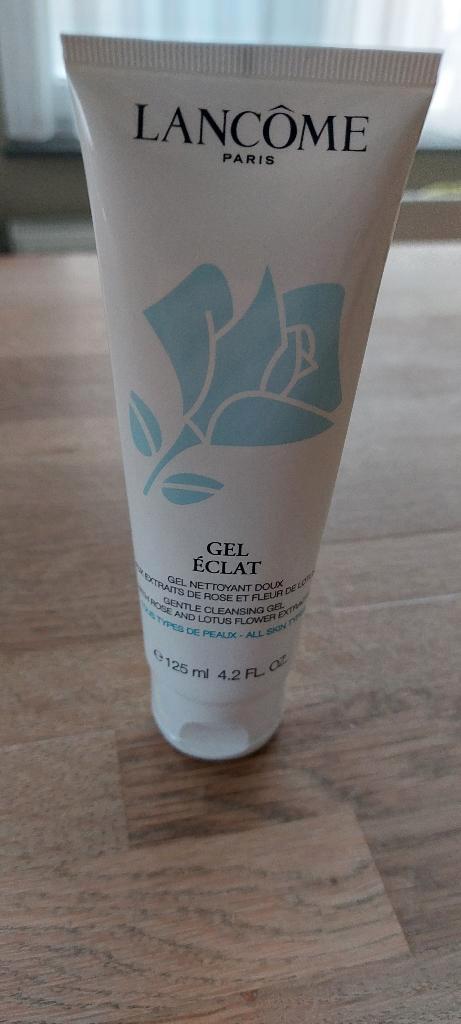 LANCÔME
PARIS
GEL
ÉCLAT
GEL NETTOYANT DOUX
EXTRAITS DE ROSE ET FLEUR DE
GENTLE CLEANSING GEL
ROSE AND LOTUS FLOWER
TYPES DE PEAUX - ALL SKIN
℮ 125 ml 4.2 FL. OZ.